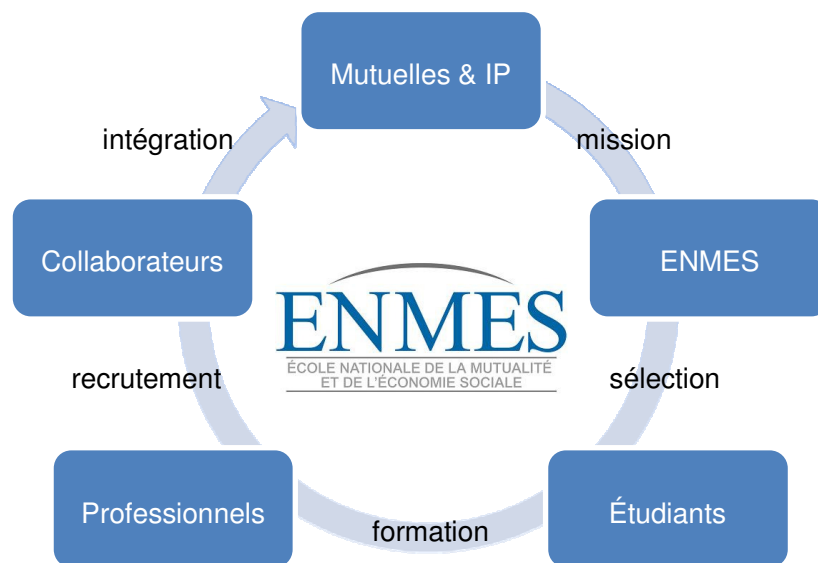 Mutuelles & IP
intégration
mission
Collaborateurs
ENMES
ENMES
ÉCOLE NATIONALE DE LA MUTUALITÉ
ET DE L'ÉCONOMIE SOCIALE
recrutement
sélection
Professionnels
Étudiants
formation